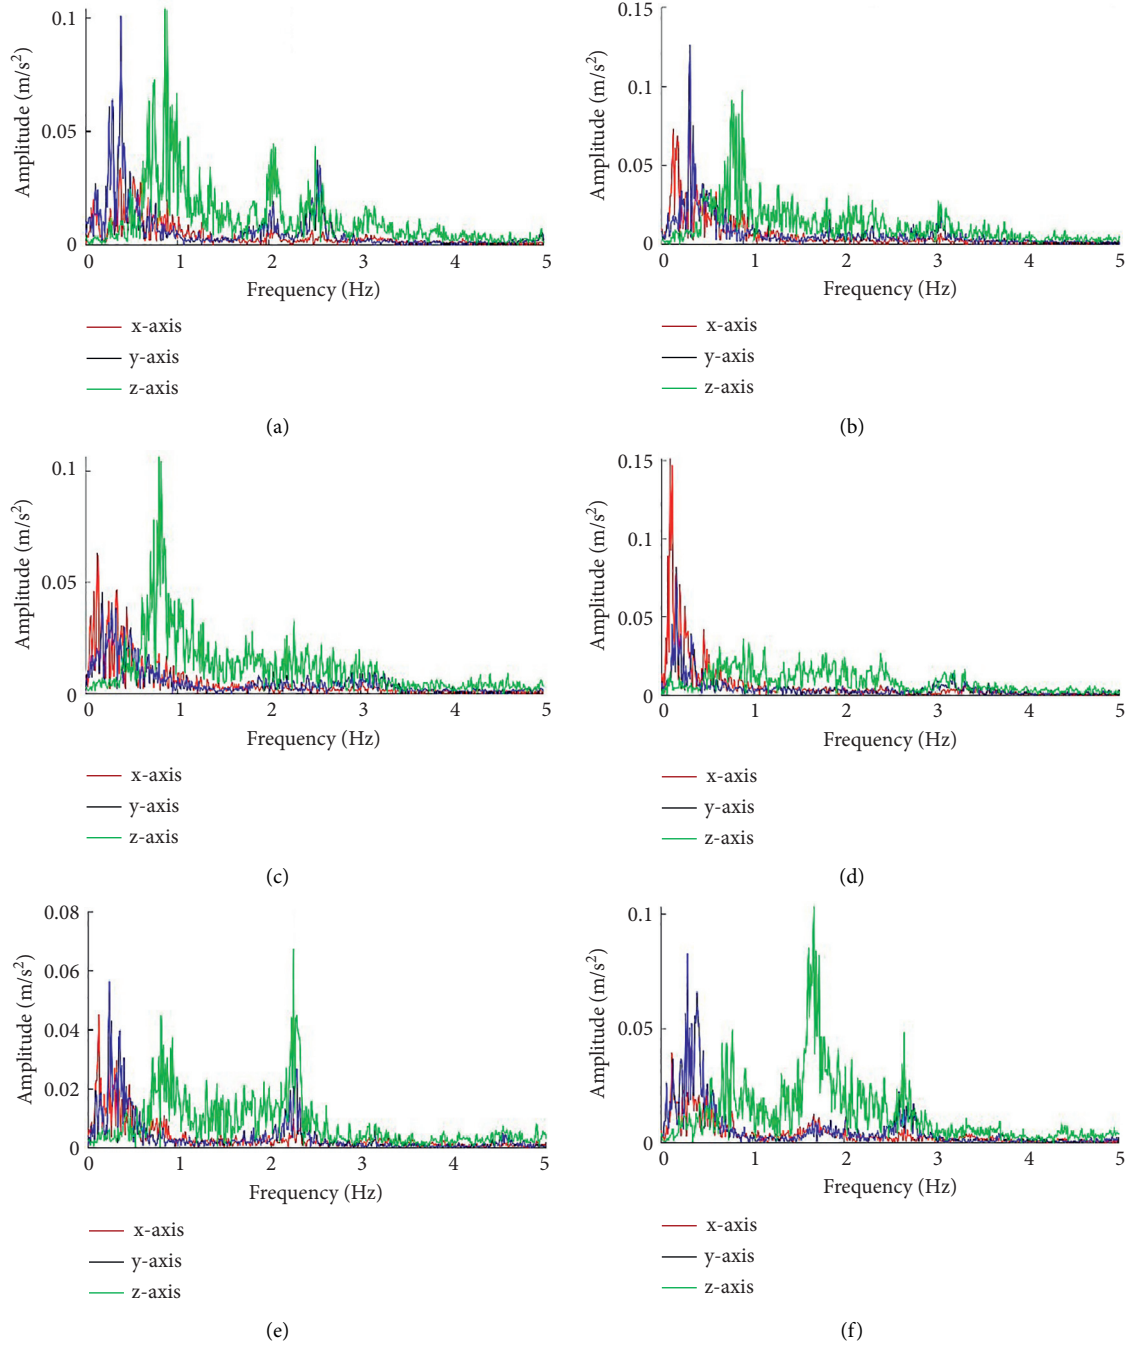 0.1
0.05
0
Amplitude (m/s²)
0 1 2 3 4 5
Frequency (Hz)
x-axis
y-axis
z-axis
(a)
0.15
0.1
0.05
0
Amplitude (m/s²)
0 1 2 3 4 5
Frequency (Hz)
x-axis
y-axis
z-axis
(b)
0.1
0.05
0
Amplitude (m/s²)
0 1 2 3 4 5
Frequency (Hz)
x-axis
y-axis
z-axis
(c)
0.15
0.1
0.05
0
Amplitude (m/s²)
0 1 2 3 4 5
Frequency (Hz)
x-axis
y-axis
z-axis
(d)
0.08
0.06
0.04
0.02
0
Amplitude (m/s²)
0 1 2 3 4 5
Frequency (Hz)
x-axis
y-axis
z-axis
(e)
0.1
0.05
0
Amplitude (m/s²)
0 1 2 3 4 5
Frequency (Hz)
x-axis
y-axis
z-axis
(f)